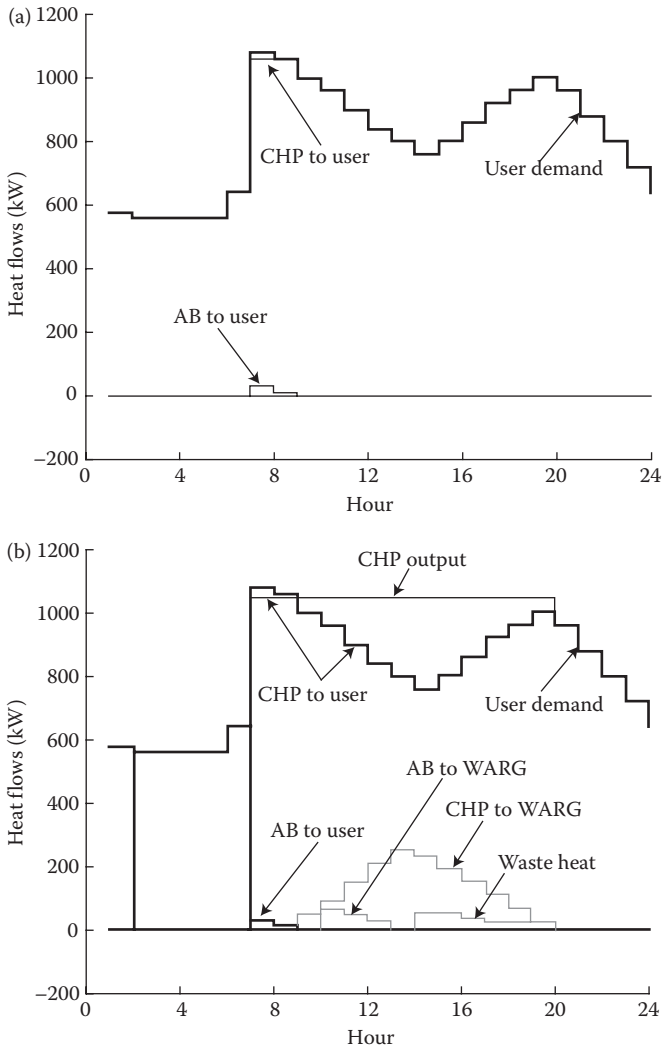 (a)
1200
1000
800
600
400
200
0
−200
Heat flows (kW)
CHP to user
User demand
AB to user
0 4 8 12 16 20 24
Hour
(b)
1200
1000
800
600
400
200
0
−200
Heat flows (kW)
CHP output
CHP to user
User demand
AB to WARG
CHP to WARG
AB to user
Waste heat
0 4 8 12 16 20 24
Hour